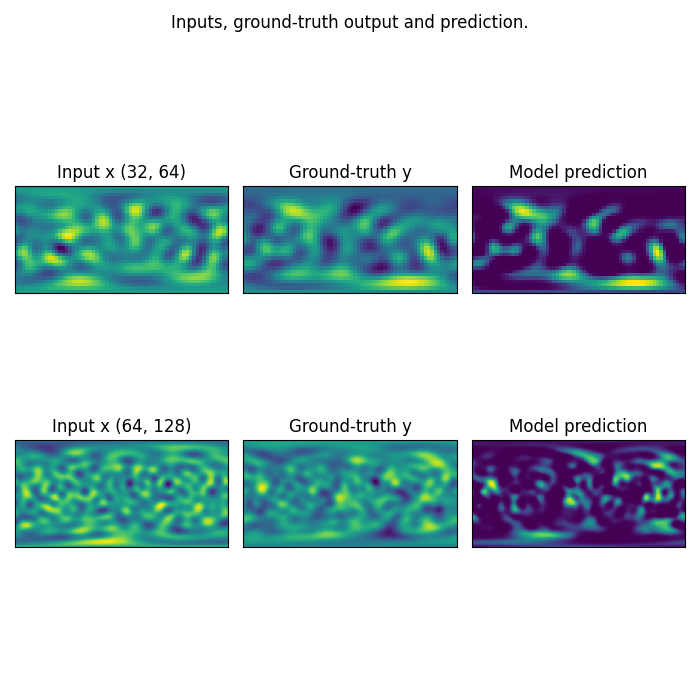 Inputs, ground-truth output and prediction.
Input x (32, 64)
Ground-truth y
Model prediction
Input x (64, 128)
Ground-truth y
Model prediction